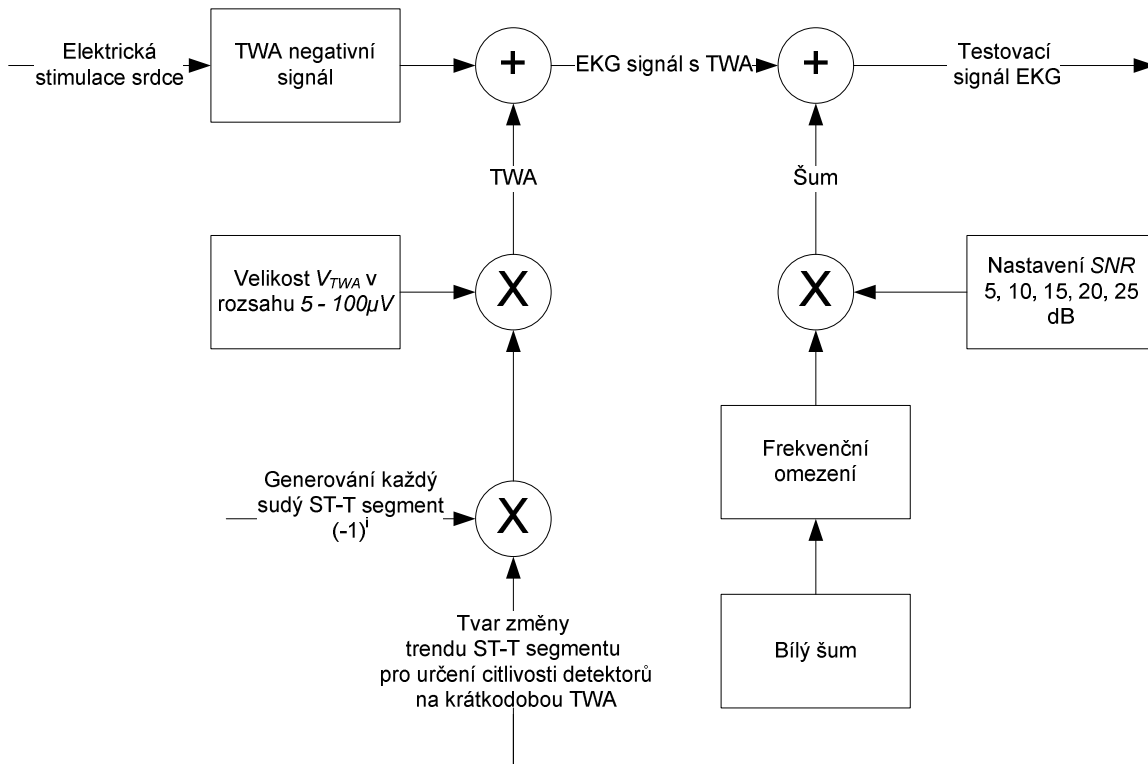 Elektrická
stimulace srdce
TWA negativní
signál
+
EKG signál s TWA
+
Testovací
signál EKG
TWA
Šum
Velikost V_TWA v
rozsahu 5 - 100µV
X
X
Nastavení SNR
5, 10, 15, 20, 25
dB
Frekvenční
omezení
Generování každý
sudý ST-T segment
(-1)^i
X
Tvar změny
trendu ST-T segmentu
pro určení citlivosti detektorů
na krátkodobou TWA
Bílý šum